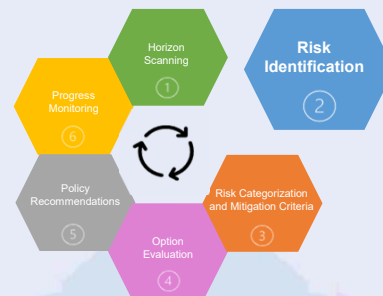 Horizon
Scanning
1
Risk
Identification
2
Risk Categorization
and Mitigation Criteria
3
Option
Evaluation
4
Policy
Recommendations
5
Progress
Monitoring
6